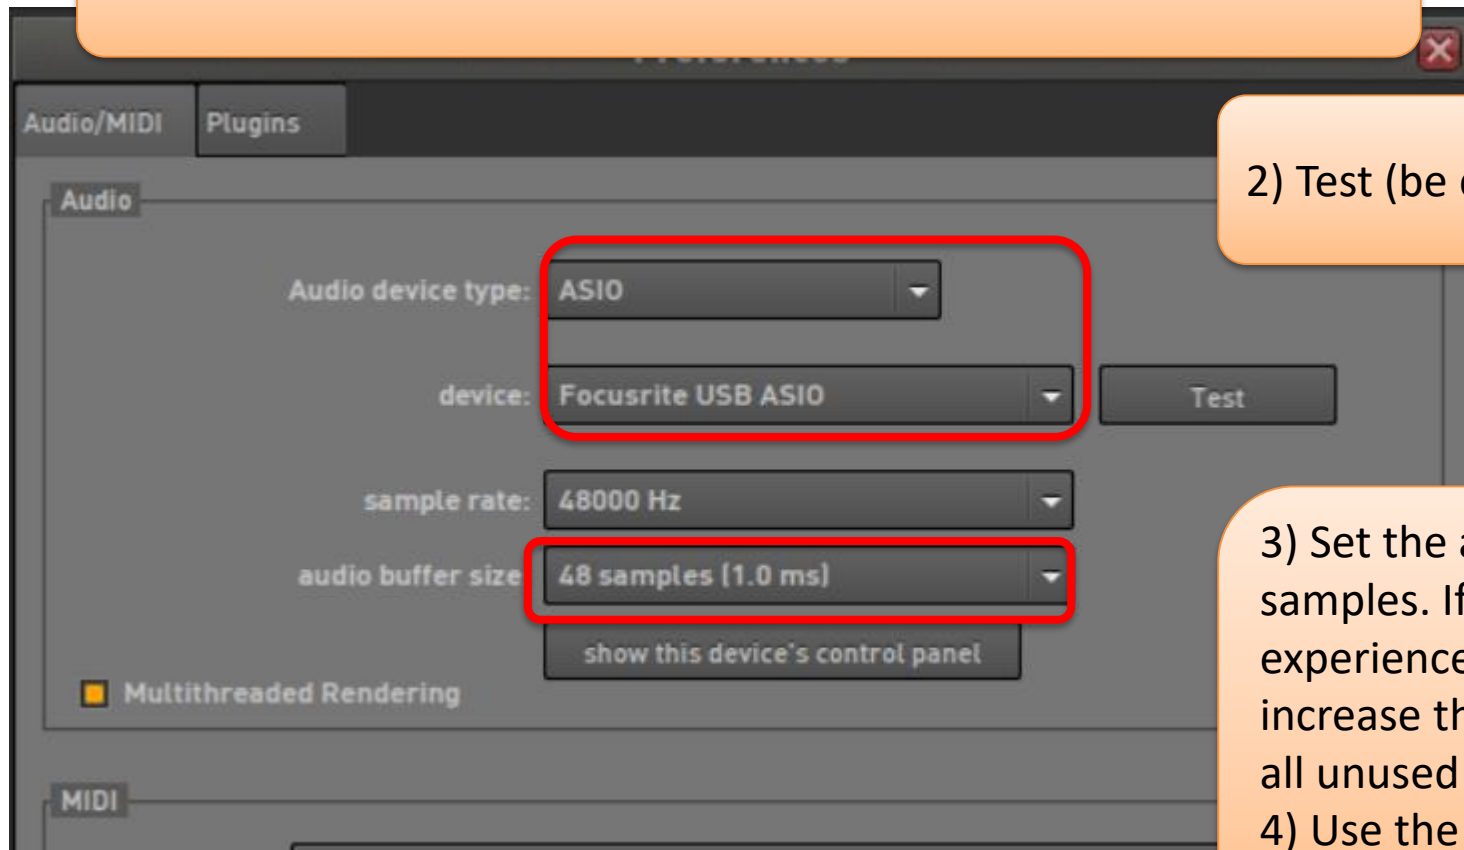 Preferences
Audio/MIDI
Plugins
Audio
2) Test (be
Audio device type:
ASIO
device:
Focusrite USB ASIO
Test
sample rate:
48000 Hz
audio buffer size
48 samples (1.0 ms)
show this device's control panel
Multithreaded Rendering
3) Set the
samples. If
experience
increase
all unused
4) Use the
MIDI